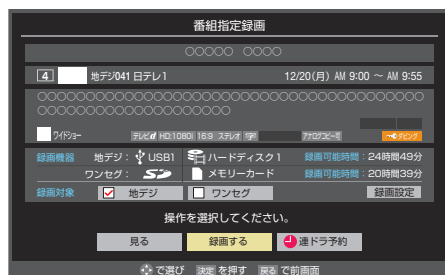 番組指定録画
○○○○○ ○○○○
4 地デジ041 日テレ1 12/20(月) AM 9:00 ～ AM 9:55
○○○○○○○○○○○○○○○○○○○○○○○○○○○○○○○○○○○○○○○○
○○○○○○○○○○○○○○○○○○○○
ワイドショー テレビd HD:1080i 16:9 ステレオ 字 アナログコピー可 ダビング
録画機器 地デジ: USB1 ハードディスク1 録画可能時間:24時間49分
ワンセグ: SD メモリーカード 録画可能時間:20時間39分
録画対象 地デジ ワンセグ 録画設定
操作を選択してください。
見る 録画する 連ドラ予約
で選び 決定 を押す 戻る で前画面